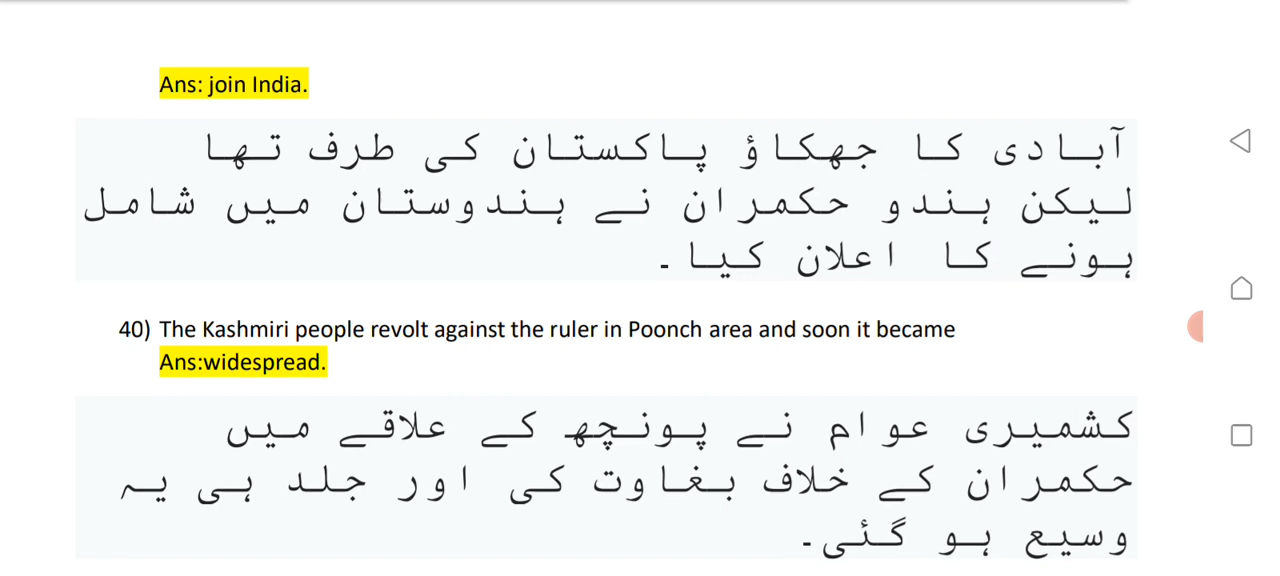 Ans: join India.
آبادی کا جھکاؤ پاکستان کی طرف تھا
لیکن ہندو حکمران نے ہندوستان میں شامل
ہونے کا اعلان کیا۔
40) The Kashmiri people revolt against the ruler in Poonch area and soon it became
Ans:widespread.
کشمیری عوام نے پونچھ کے علاقے میں
حکمران کے خلاف بغاوت کی اور جلد ہی یہ
وسیع ہو گئی۔